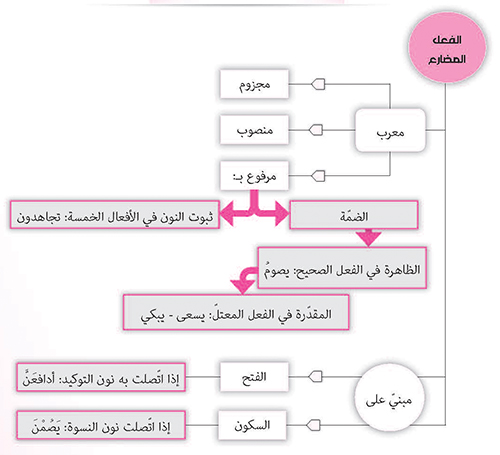 الفعل
المضارع
معرب
مجزوم
منصوب
مرفوع بـ:
الضمّة
ثبوت النون في الأفعال الخمسة: تجاهدون
الظاهرة في الفعل الصحيح: يصومُ
المقدّرة في الفعل المعتلّ: يسعى - يبكي
مبنيّ على
الفتح
إذا اتّصلت به نون التوكيد: أدافعَنَّ
السكون
إذا اتّصلت نون النسوة: يَصُمْنَ